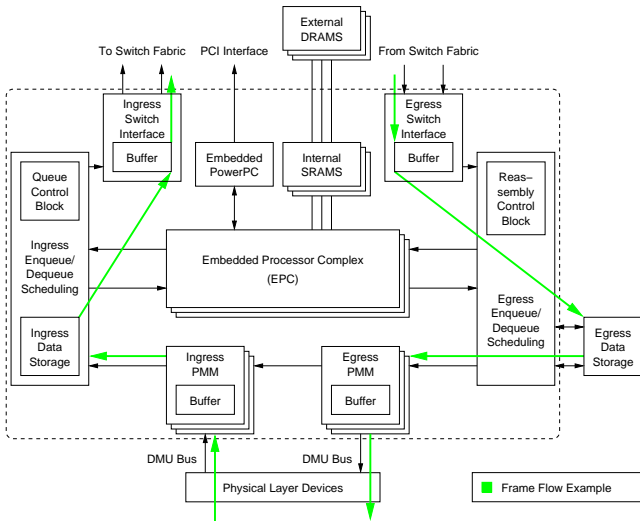 External
DRAMS
To Switch Fabric
PCI Interface
From Switch Fabric
Ingress
Switch
Interface
Buffer
Egress
Switch
Interface
Buffer
Queue
Control
Block
Embedded
PowerPC
Internal
SRAMS
Reas–
sembly
Control
Block
Ingress
Enqueue/
Dequeue
Scheduling
Embedded Processor Complex
(EPC)
Egress
Enqueue/
Dequeue
Scheduling
Ingress
Data
Storage
Ingress
PMM
Buffer
Egress
PMM
Buffer
Egress
Data
Storage
DMU Bus
DMU Bus
Physical Layer Devices
Frame Flow Example